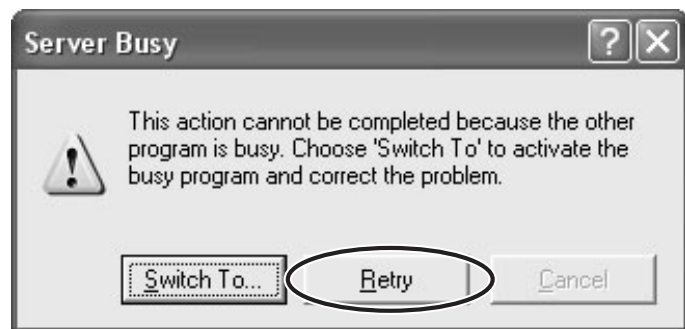 Server Busy
This action cannot be completed because the other
program is busy. Choose 'Switch To' to activate the
busy program and correct the problem.
Switch To... Retry Cancel